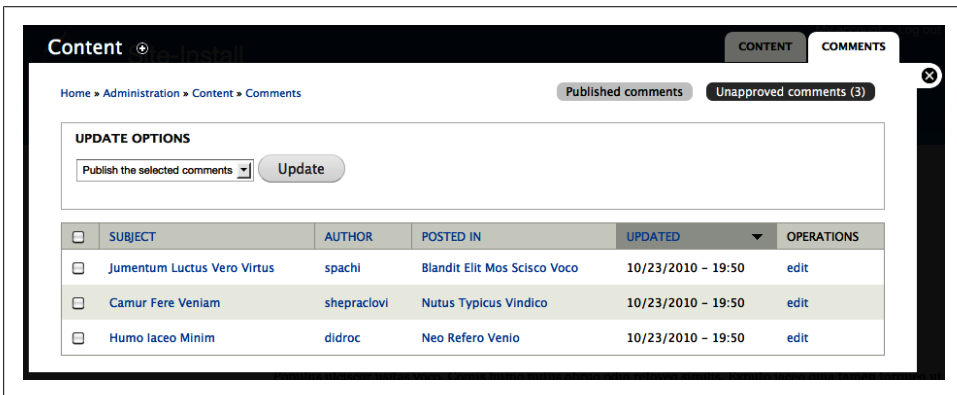 Content
Site-Install
CONTENT
COMMENTS
Home » Administration » Content » Comments
Published comments
Unapproved comments (3)
UPDATE OPTIONS
Publish the selected comments
Update
SUBJECT AUTHOR POSTED IN UPDATED OPERATIONS
Jumentum Luctus Vero Virtus spachi Blandit Elit Mos Scisco Voco 10/23/2010 – 19:50 edit
Camur Fere Veniam shepraclovi Nutus Typicus Vindico 10/23/2010 – 19:50 edit
Humo Iaceo Minim didroc Neo Refero Venio 10/23/2010 – 19:50 edit